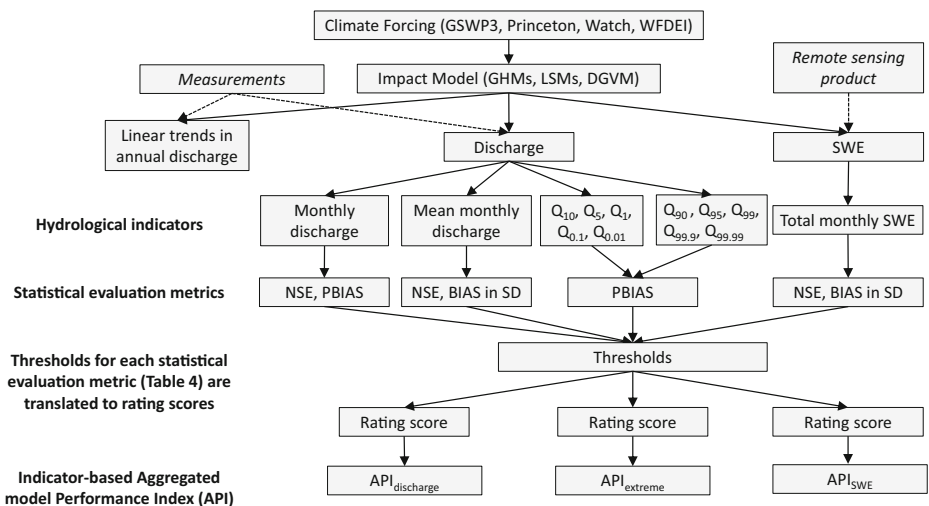 Climate Forcing (GSWP3, Princeton, Watch, WFDEI)
Measurements
Impact Model (GHMs, LSMs, DGVM)
Remote sensing
product
Linear trends in
annual discharge
Discharge
SWE
Hydrological indicators
Monthly
discharge
Mean monthly
discharge
Q10, Q5, Q1,
Q0.1, Q0.01
Q90 , Q95, Q99,
Q99.9, Q99.99
Total monthly SWE
Statistical evaluation metrics
NSE, PBIAS
NSE, BIAS in SD
PBIAS
NSE, BIAS in SD
Thresholds for each statistical
evaluation metric (Table 4) are
translated to rating scores
Thresholds
Rating score
Rating score
Rating score
Indicator-based Aggregated
model Performance Index (API)
APIdischarge
APIextreme
APISWE